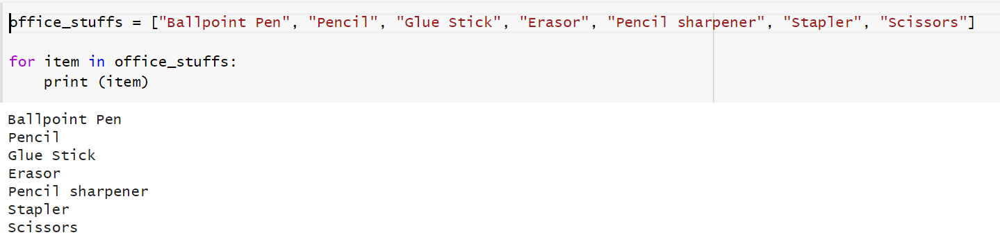 office_stuffs = ["Ballpoint Pen", "Pencil", "Glue Stick", "Erasor", "Pencil sharpener", "Stapler", "Scissors"]
for item in office_stuffs:
    print (item)
Ballpoint Pen
Pencil
Glue Stick
Erasor
Pencil sharpener
Stapler
Scissors